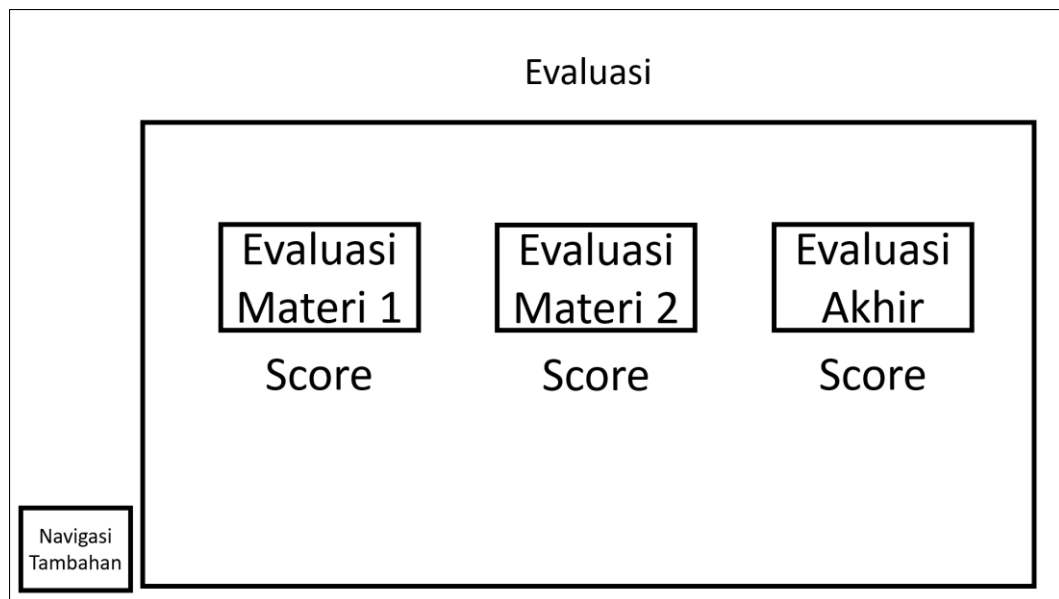 Evaluasi
Evaluasi
Materi 1
Evaluasi
Materi 2
Evaluasi
Akhir
Score
Score
Score
Navigasi
Tambahan